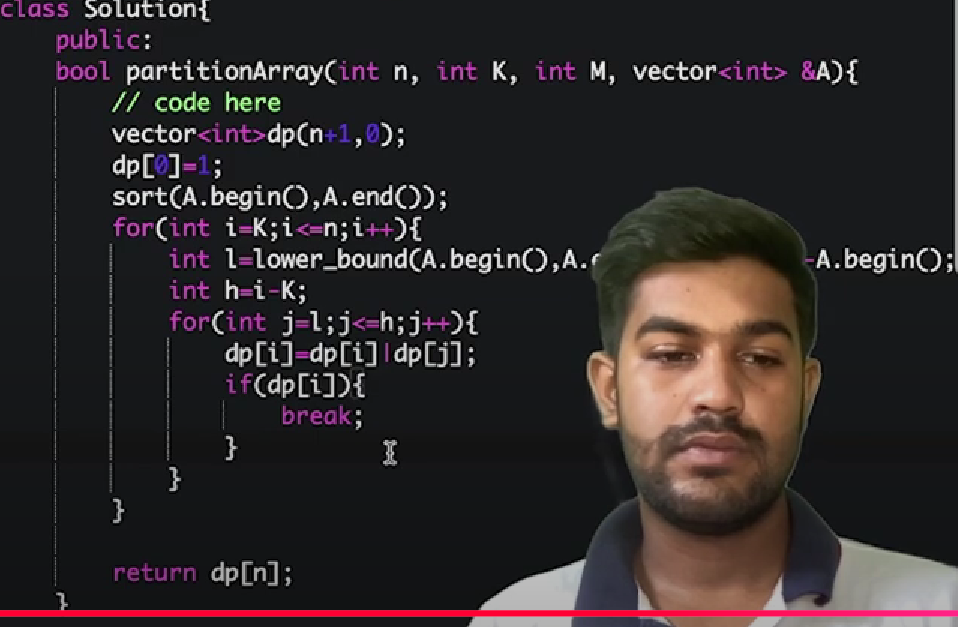 class Solution{
public:
bool partitionArray(int n, int K, int M, vector<int> &A){
// code here
vector<int>dp(n+1,0);
dp[0]=1;
sort(A.begin(),A.end());
for(int i=K;i<=n;i++){
int l=lower_bound(A.begin(),A. -A.begin();
int h=i-K;
for(int j=l;j<=h;j++){
dp[i]=dp[i]|dp[j];
if(dp[i]){
break;
}
}
}
return dp[n];
}